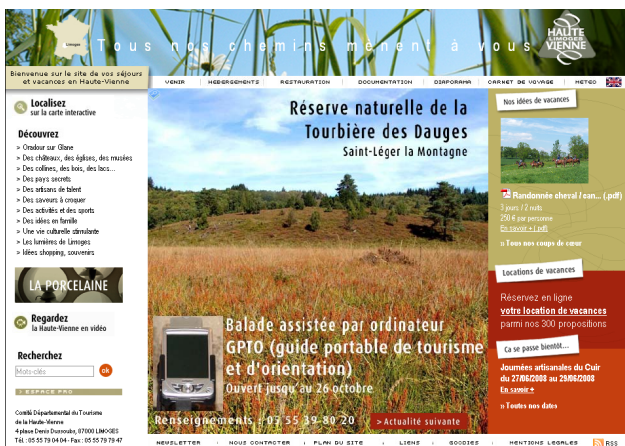 Limoges
Tous nos chemins mènent à vous
HAUTE
LIMOGES
VIENNE
Bienvenue sur le site de vos séjours
et vacances en Haute-Vienne
VENIR
HEBERGEMENTS
RESTAURATION
DOCUMENTATION
DIAPORAMA
CARNET DE VOYAGE
METEO
Localisez
sur la carte interactive
Découvrez
> Oradour sur Glane
> Des châteaux, des églises, des musées
> Des collines, des bois, des lacs...
> Des pays secrets
> Des artisans de talent
> Des saveurs à croquer
> Des activités et des sports
> Des idées en famille
> Une vie culturelle stimulante
> Les lumières de Limoges
> Idées shopping, souvenirs
LA PORCELAINE
Regardez
la Haute-Vienne en vidéo
Recherchez
Mots-clés
ok
> ESPACE PRO
Comité Départemental du Tourisme
de la Haute-Vienne
4 place Denis Dussoubs, 87000 LIMOGES
Tél. : 05 55 79 04 04 - Fax : 05 55 79 79 47
Réserve naturelle de la
Tourbière des Dauges
Saint-Léger la Montagne
Balade assistée par ordinateur
GPTO (guide portable de tourisme
et d'orientation)
Ouvert jusqu'au 26 octobre
Renseignements : 05 55 39 80 20
> Actualité suivante
Nos idées de vacances
Randonnée cheval / ean... (.pdf)
3 jours / 2 nuits
250 € par personne
En savoir + (.pdf)
» Tous nos coups de cœur
Locations de vacances
Réservez en ligne
votre location de vacances
parmi nos 300 propositions
Ca se passe bientôt...
Journées artisanales du Cuir
du 27/06/2008 au 29/06/2008
En savoir +
» Toutes nos dates
NEWSLETTER
NOUS CONTACTER
PLAN DU SITE
LIENS
GOODIES
MENTIONS LEGALES
RSS